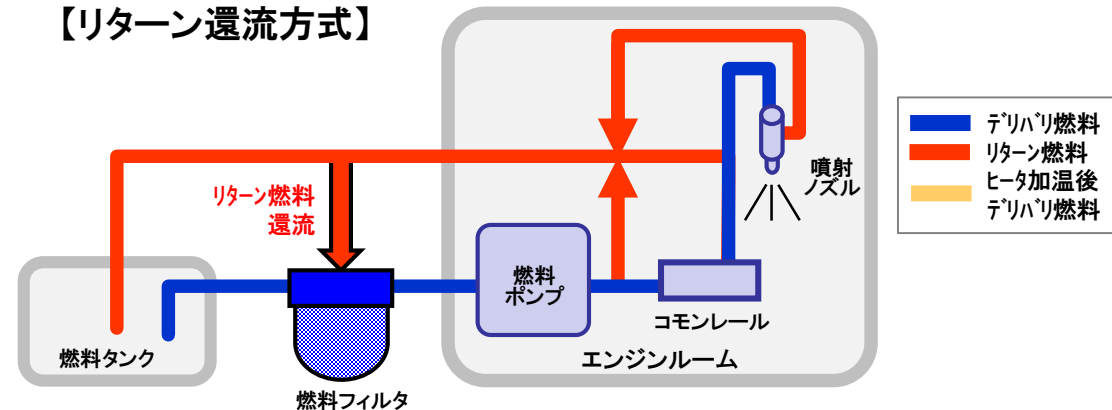 【リターン還流方式】
ﾃﾞﾘﾊﾞﾘ燃料
ﾘﾀｰﾝ燃料
ﾋｰﾀ加温後
ﾃﾞﾘﾊﾞﾘ燃料
噴射
ノズル
ﾘﾀｰﾝ燃料
還流
燃料
ポンプ
コモンレール
燃料タンク
エンジンルーム
燃料フィルタ